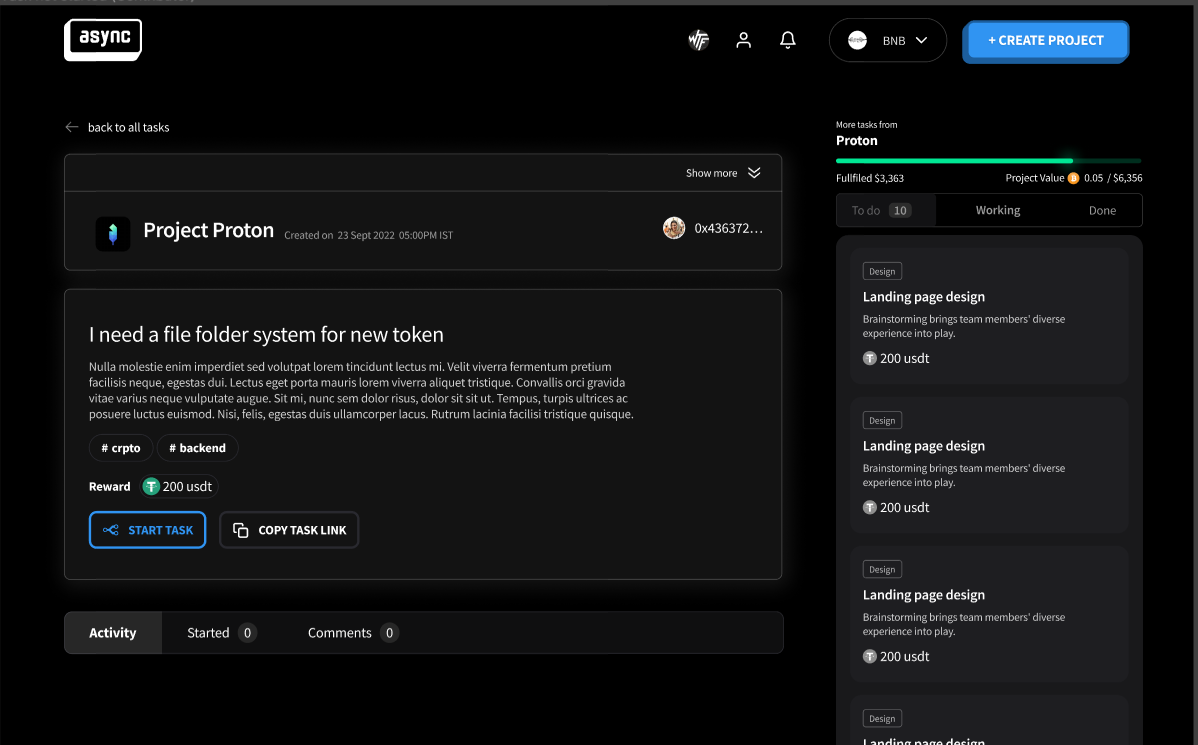 async
BNB
+ CREATE PROJECT
back to all tasks
Show more
Project Proton
Created on 23 Sept 2022 05:00PM IST
0x436372...
I need a file folder system for new token
Nulla molestie enim imperdiet sed volutpat lorem tincidunt lectus mi. Velit viverra fermentum pretium
facilisis neque, egestas dui. Lectus eget porta mauris lorem viverra aliquet tristique. Convallis orci gravida
vitae varius neque vulputate augue. Sit mi, nunc sem dolor risus, dolor sit sit ut. Tempus, turpis ultrices ac
posuere luctus euismod. Nisi, felis, egestas duis ullamcorper lacus. Rutrum lacinia facilisi tristique quisque.
# crpto # backend
Reward 200 usdt
START TASK COPY TASK LINK
Activity Started 0 Comments 0
More tasks from
Proton
Fullfiled $3,363 Project Value 0.05 / $6,356
To do 10 Working Done
Design
Landing page design
Brainstorming brings team members' diverse
experience into play.
200 usdt
Design
Landing page design
Brainstorming brings team members' diverse
experience into play.
200 usdt
Design
Landing page design
Brainstorming brings team members' diverse
experience into play.
200 usdt
Design
Landing page design